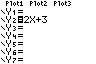 Plot1 Plot2 Plot3
\Y1=
\Y2=2X+3
\Y3=
\Y4=
\Y5=
\Y6=
\Y7=